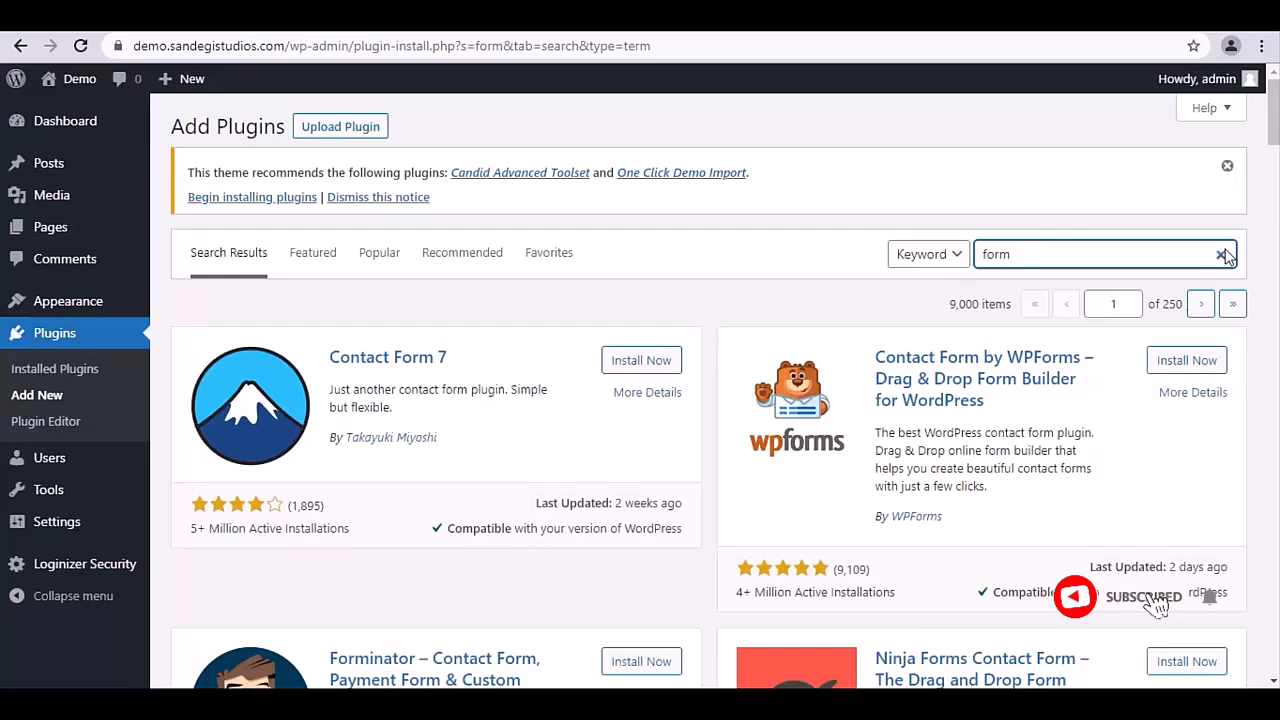 demo.sandegistudios.com/wp-admin/plugin-install.php?s=form&tab=search&type=term
Demo
0
New
Howdy, admin
Dashboard
Posts
Media
Pages
Comments
Appearance
Plugins
Installed Plugins
Add New
Plugin Editor
Users
Tools
Settings
Loginizer Security
Collapse menu
Help
Add Plugins
Upload Plugin
This theme recommends the following plugins: Candid Advanced Toolset and One Click Demo Import.
Begin installing plugins | Dismiss this notice
Search Results
Featured
Popular
Recommended
Favorites
Keyword
form
9,000 items
«
‹
1
of 250
›
»
Contact Form 7
Install Now
More Details
Just another contact form plugin. Simple
but flexible.
By Takayuki Miyoshi
(1,895)
5+ Million Active Installations
Last Updated: 2 weeks ago
Compatible with your version of WordPress
wpforms
Contact Form by WPForms –
Drag & Drop Form Builder
for WordPress
Install Now
More Details
The best WordPress contact form plugin.
Drag & Drop online form builder that
helps you create beautiful contact forms
with just a few clicks.
By WPForms
(9,109)
4+ Million Active Installations
Last Updated: 2 days ago
Compatible
rdPress
SUBSCRIBED
Forminator – Contact Form,
Payment Form & Custom
Install Now
Ninja Forms Contact Form –
The Drag and Drop Form
Install Now